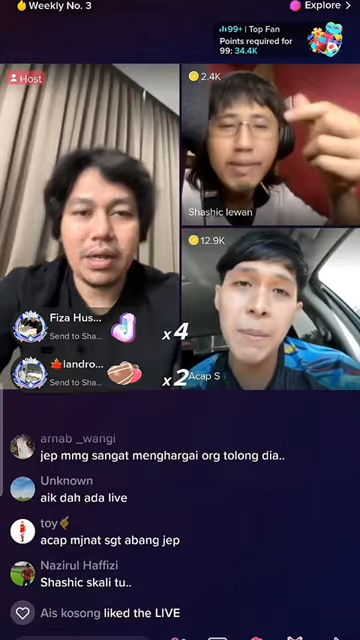 Weekly No. 3
Explore >
99+ | Top Fan
Points required for
99: 34.4K
Host
2.4K
Shashic Iewan
12.9K
Fiza Hus...
Send to Sha...
x 4
landro...
Send to Sha...
x 2
Acap S
arnab _wangi
jep mmg sangat menghargai org tolong dia..
Unknown
aik dah ada live
toy
acap mjnat sgt abang jep
Nazirul Haffizi
Shashic skali tu..
Ais kosong liked the LIVE